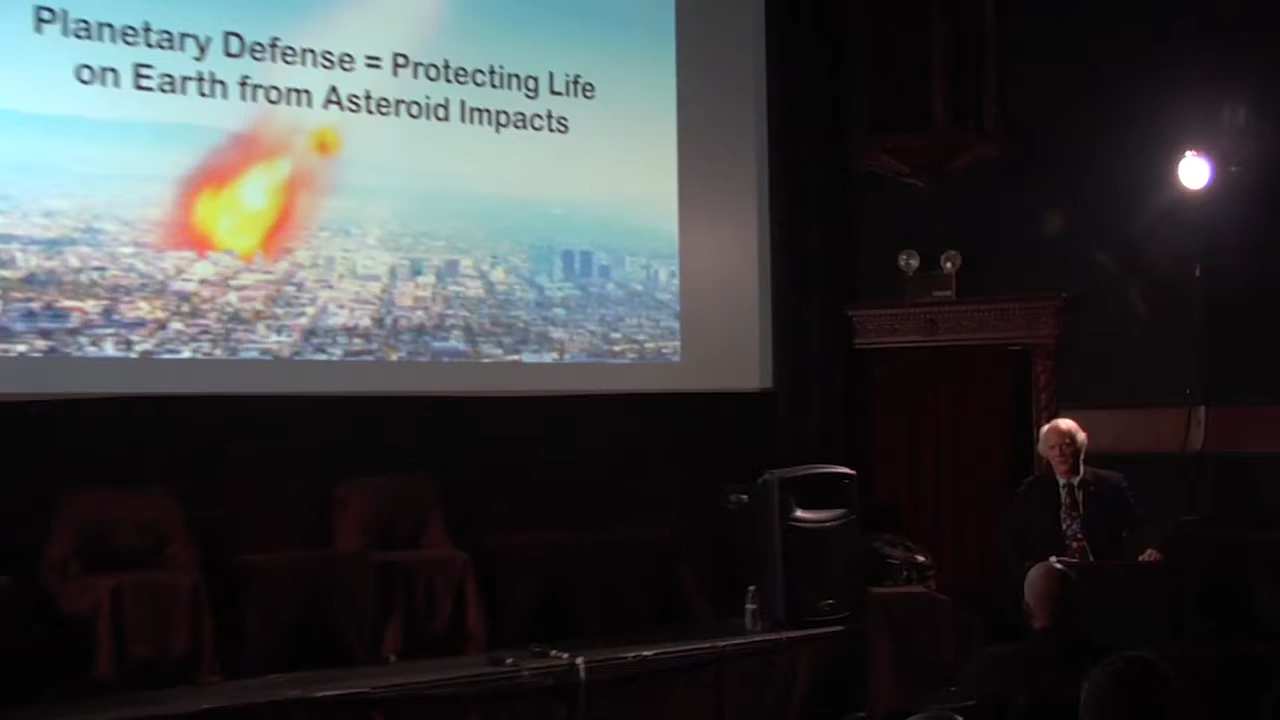 Planetary Defense = Protecting Life
on Earth from Asteroid Impacts